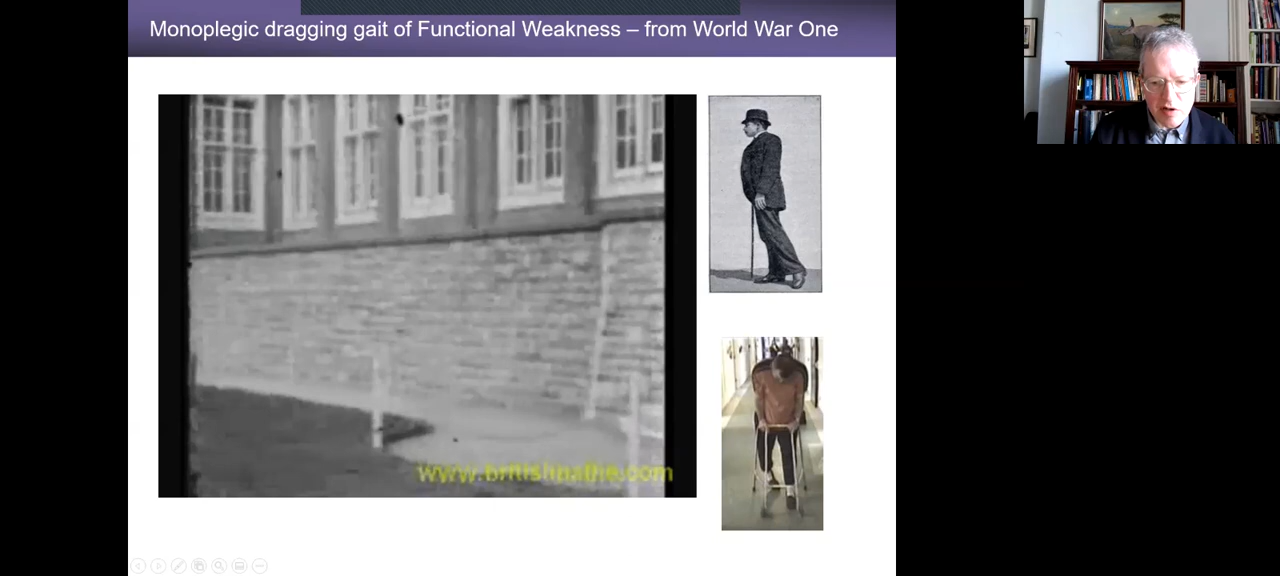 Monoplegic dragging gait of Functional Weakness – from World War One
www.britishpathe.com